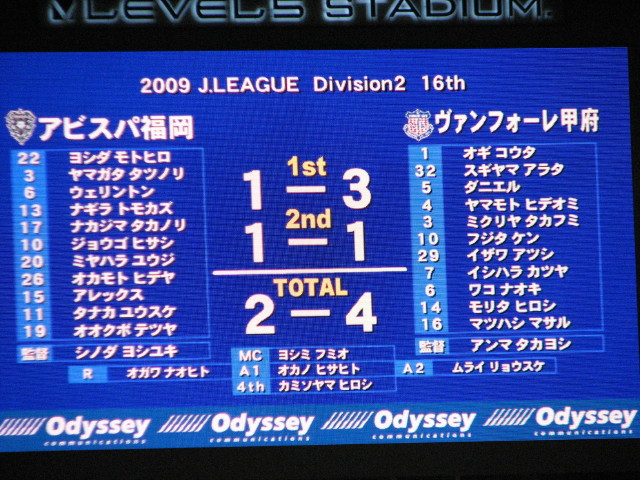 LEVEL5 STADIUM.
2009 J.LEAGUE Division2 16th
アビスパ福岡
22 ヨシダ モトヒロ
3 ヤマガタ タツノリ
6 ウェリントン
13 ナギラ トモカズ
17 ナカジマ タカノリ
10 ジョウゴ ヒサシ
20 ミヤハラ ユウジ
26 オカモト ヒデヤ
15 アレックス
11 タナカ ユウスケ
19 オオクボ テツヤ
監督 シノダ ヨシユキ
1st
1 ー 3
2nd
1 ー 1
TOTAL
2 ー 4
ヴァンフォーレ甲府
1 オギ コウタ
32 スギヤマ アラタ
5 ダニエル
4 ヤマモト ヒデオミ
3 ミクリヤ タカフミ
10 フジタ ケン
29 イザワ アツシ
7 イシハラ カツヤ
6 ワコ ナオキ
14 モリタ ヒロシ
16 マツハシ マサル
監督 アンマ タカヨシ
R オガワ ナオヒト
MC ヨシミ フミオ
A1 オカノ ヒサヒト
4th カミソヤマ ヒロシ
A2 ムライ リョウスケ
Odyssey Odyssey Odyssey Odyssey
communications communications communications communications